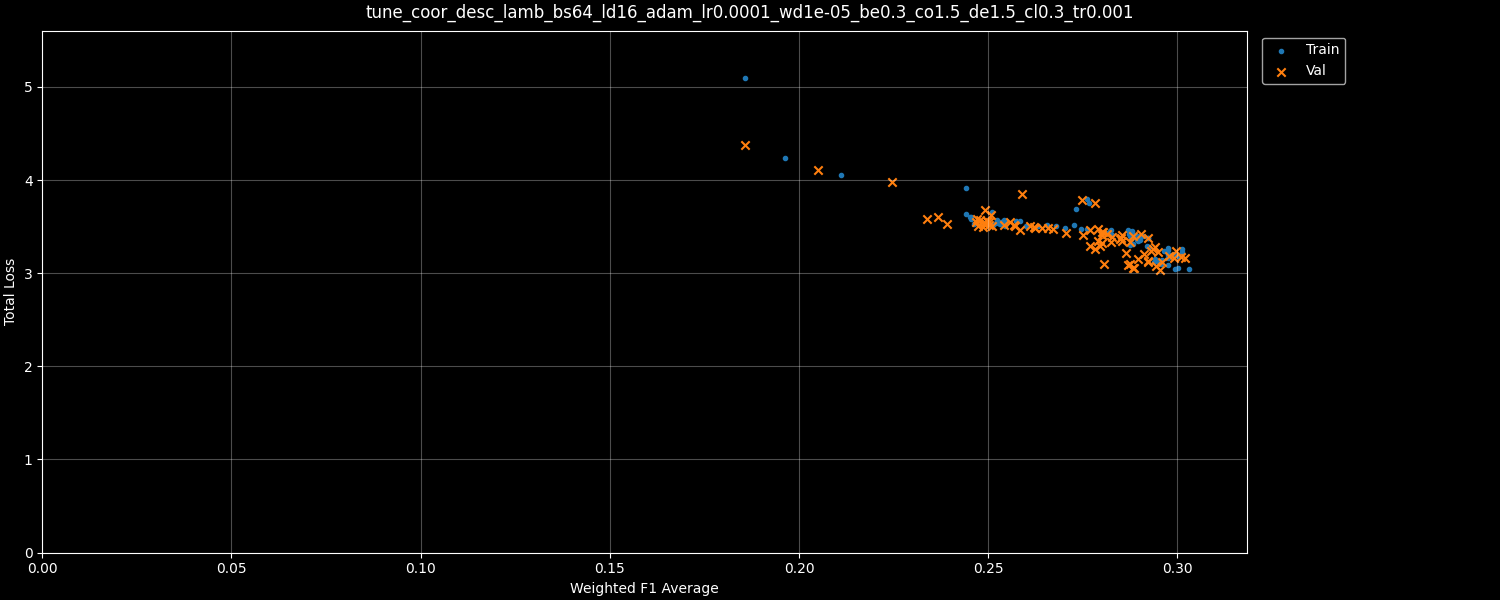 tune_coor_desc_lamb_bs64_ld16_adam_lr0.0001_wd1e-05_be0.3_co1.5_de1.5_cl0.3_tr0.001
Train
Val
Total Loss
5
4
3
2
1
0
0.00 0.05 0.10 0.15 0.20 0.25 0.30
Weighted F1 Average